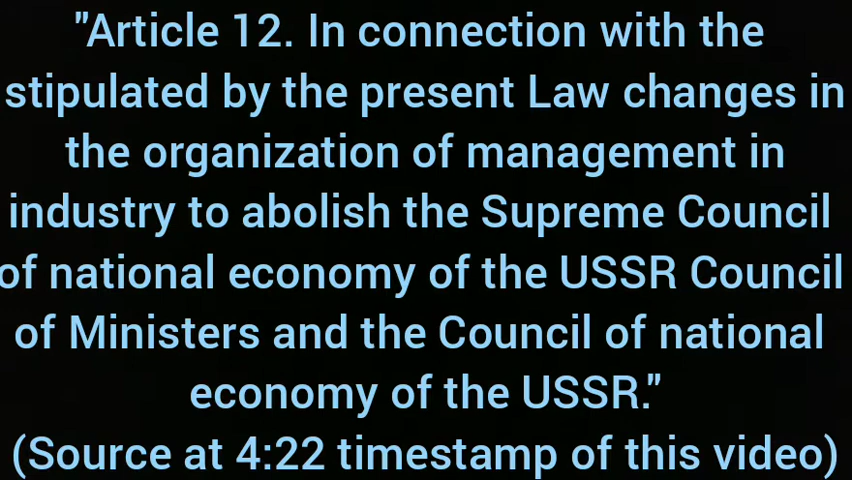 "Article 12. In connection with the
stipulated by the present Law changes in
the organization of management in
industry to abolish the Supreme Council
of national economy of the USSR Council
of Ministers and the Council of national
economy of the USSR."
(Source at 4:22 timestamp of this video)